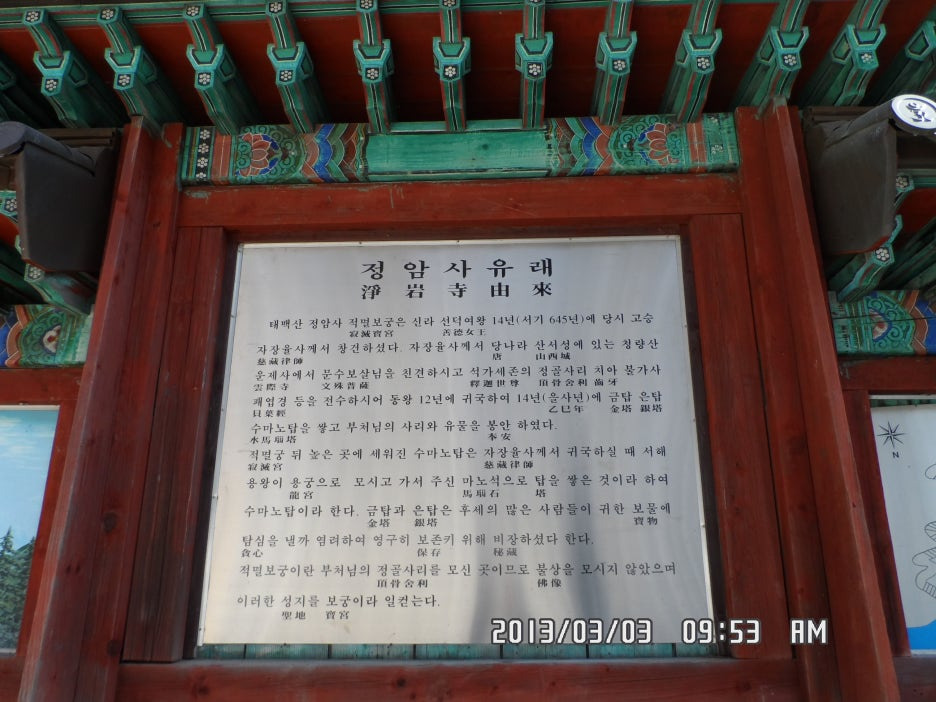 정암사유래
淨岩寺由來
태백산 정암사 적멸보궁은 신라 선덕여왕 14년(서기 645년)에 당시 고승
寂滅寶宮 善德女王
자장율사께서 창건하셨다. 자장율사께서 당나라 산서성에 있는 청량산
慈藏律師 唐 山西城
운제사에서 문수보살님을 친견하시고 석가세존의 정골사리 치아 불가사
雲際寺 文殊菩薩 釋迦世尊 頂骨舍利 齒牙
패엽경 등을 전수하시어 동왕 12년에 귀국하여 14년(을사년)에 금탑 은탑
貝葉經 乙巳年 金塔 銀塔
수마노탑을 쌓고 부처님의 사리와 유물을 봉안 하였다.
水馬瑙塔 本安
적멸궁 뒤 높은 곳에 세워진 수마노탑은 자장율사께서 귀국하실 때 서해
寂滅宮 慈藏律師
용왕이 용궁으로 모시고 가서 주신 마노석으로 탑을 쌓은 것이라 하여
龍宮 馬瑙石 塔
수마노탑이라 한다. 금탑과 은탑은 후세의 많은 사람들이 귀한 보물에
金塔 銀塔 寶物
탐심을 낼까 염려하여 영구히 보존키 위해 비장하셨다 한다.
貪心 保存 秘藏
적멸보궁이란 부처님의 정골사리를 모신 곳이므로 불상을 모시지 않았으며
頂骨舍利 佛像
이러한 성지를 보궁이라 일컫는다.
聖地 寶宮
N
2013/03/03 09:53 AM